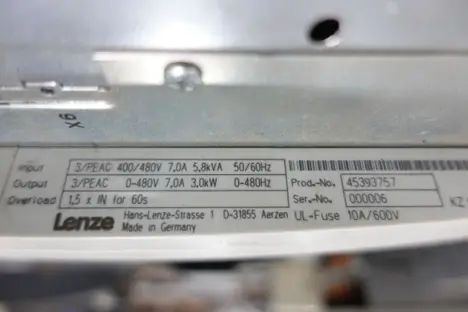 Input 3/PEAC 400/480V 7,0A 5,8kVA 50/60Hz
Output 3/PEAC 0-480V 7,0A 3,0kW 0-480Hz
Overload 1,5 x IN for 60s
Prod.-No. 45393757
Ser.-No. 000006
KZ
Lenze Hans-Lenze-Strasse 1 D-31855 Aerzen
Made in Germany
UL-Fuse 10A/600V